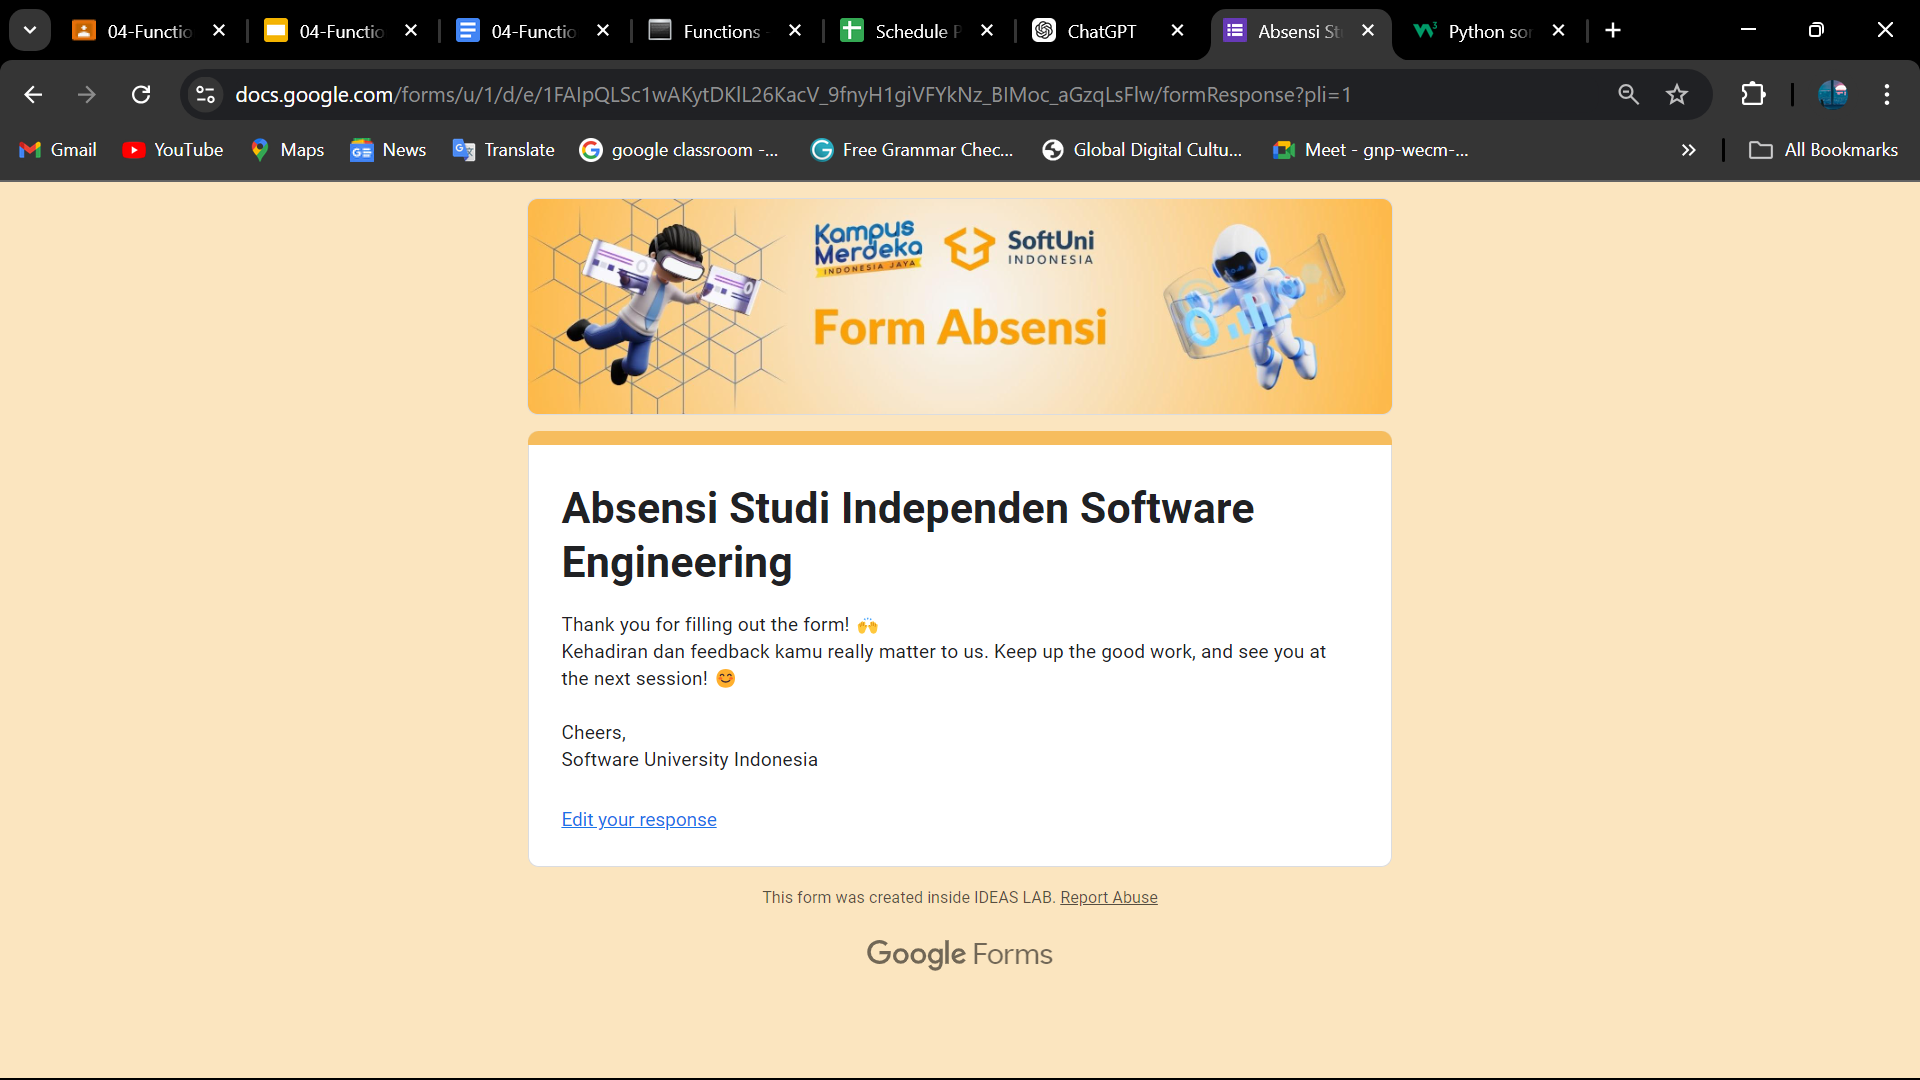 04-Functio
04-Functio
04-Functio
Functions -
Schedule P
ChatGPT
Absensi St
Python sor
docs.google.com/forms/u/1/d/e/1FAIpQLSc1wAKytDKlL26KacV_9fnyH1giVFYkNz_BIMoc_aGzqLsFlw/formResponse?pli=1
Gmail
YouTube
Maps
News
Translate
google classroom -...
Free Grammar Chec...
Global Digital Cultu...
Meet - gnp-wecm-...
All Bookmarks
Kampus
Merdeka
INDONESIA JAYA
SoftUni
INDONESIA
Form Absensi
Absensi Studi Independen Software
Engineering
Thank you for filling out the form! 🙌
Kehadiran dan feedback kamu really matter to us. Keep up the good work, and see you at
the next session! 😊
Cheers,
Software University Indonesia
Edit your response
This form was created inside IDEAS LAB. Report Abuse
Google Forms